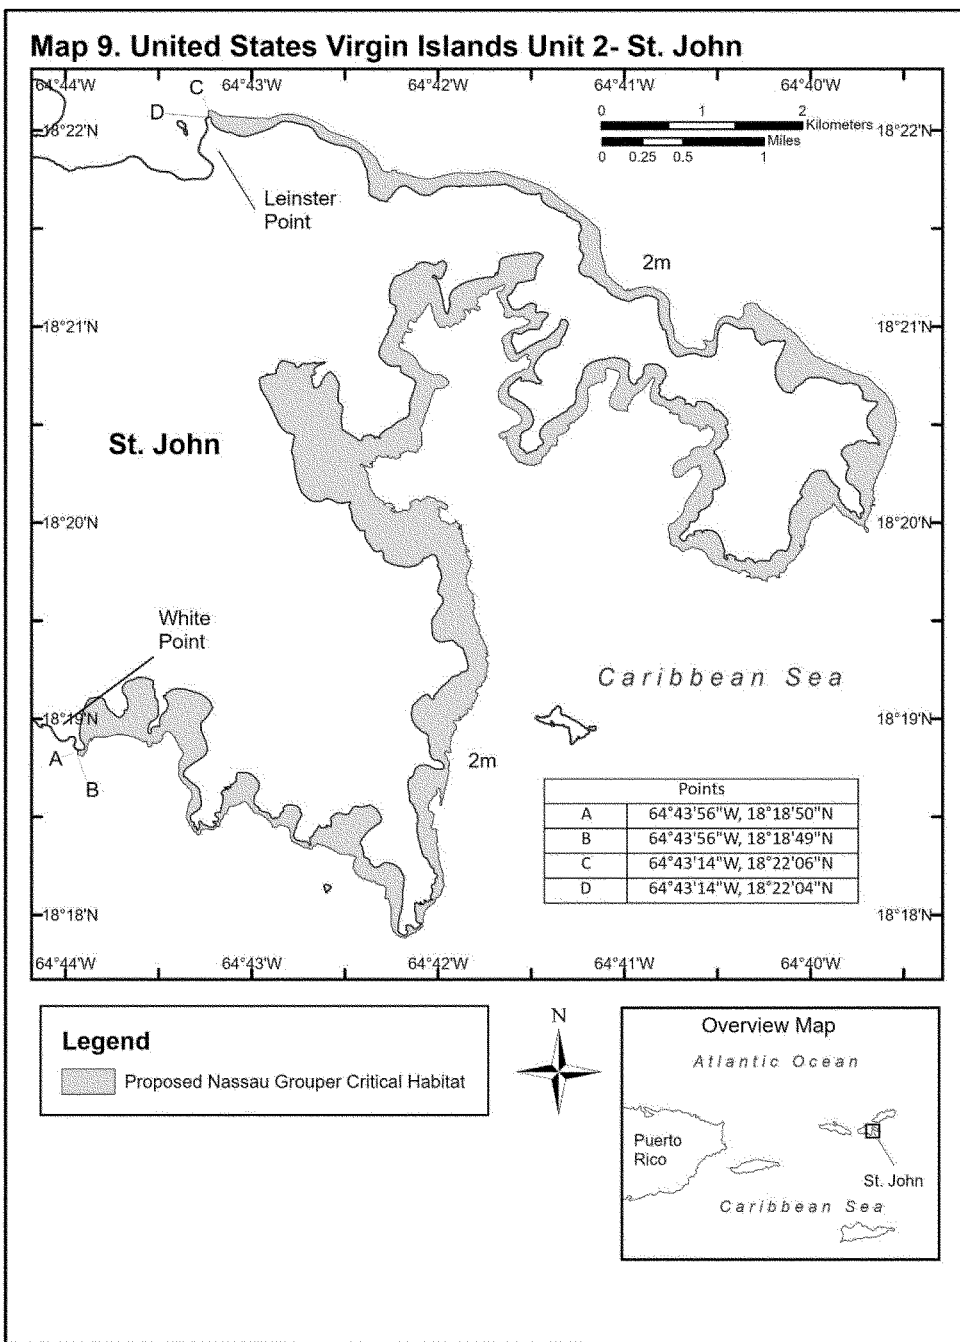 Map 9. United States Virgin Islands Unit 2- St. John
64°44'W 64°43'W 64°42'W 64°41'W 64°40'W
C
D
0 1 2
Kilometers
Miles
0 0.25 0.5 1
18°22'N 18°22'N
Leinster
Point
2m
18°21'N 18°21'N
St. John
18°20'N 18°20'N
White
Point
Caribbean Sea
18°19'N 18°19'N
A
B
2m
Points
A 64°43'56"W, 18°18'50"N
B 64°43'56"W, 18°18'49"N
C 64°43'14"W, 18°22'06"N
D 64°43'14"W, 18°22'04"N
18°18'N 18°18'N
64°44'W 64°43'W 64°42'W 64°41'W 64°40'W
Legend
Proposed Nassau Grouper Critical Habitat
N
Overview Map
Atlantic Ocean
Puerto
Rico
St. John
Caribbean Sea